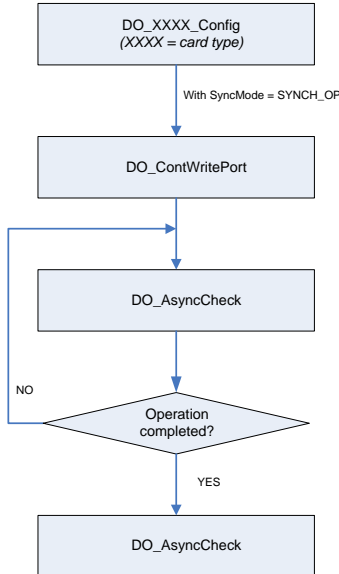 DO_XXXX_Config
(XXXX = card type)
With SyncMode = SYNCH_OP
DO_ContWritePort
DO_AsyncCheck
NO
Operation
completed?
YES
DO_AsyncCheck